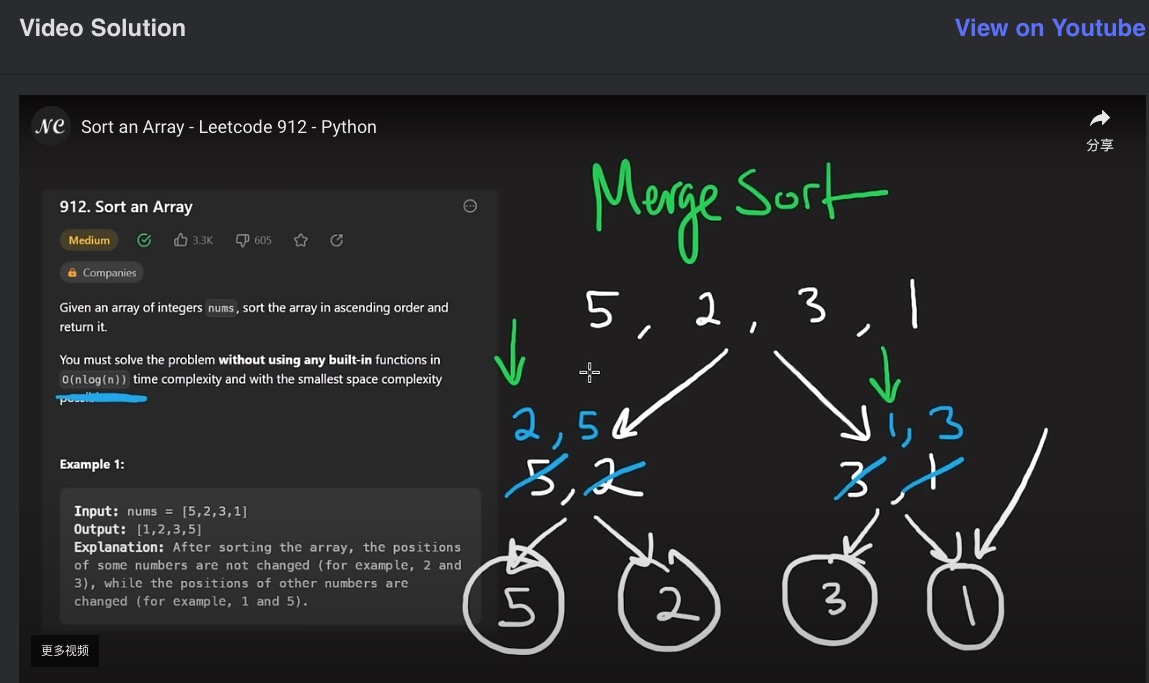 Video Solution
View on Youtube
NC
Sort an Array - Leetcode 912 - Python
分享
912. Sort an Array
Medium
3.3K
605
Companies
Given an array of integers nums, sort the array in ascending order and
return it.
You must solve the problem without using any built-in functions in
O(nlog(n)) time complexity and with the smallest space complexity
Example 1:
Input: nums = [5,2,3,1]
Output: [1,2,3,5]
Explanation: After sorting the array, the positions
of some numbers are not changed (for example, 2 and
3), while the positions of other numbers are
changed (for example, 1 and 5).
更多视频
Merge Sort
5, 2, 3, 1
2, 5
1, 3
5, 2
3, 1
5
2
3
1